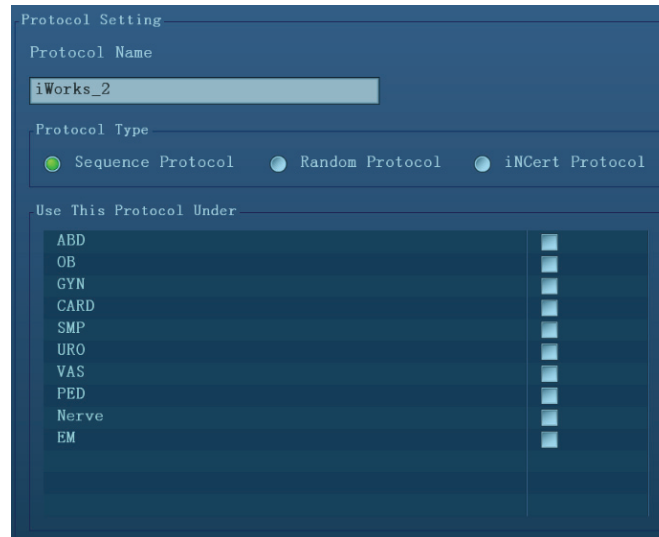 Protocol Setting
Protocol Name
iWorks_2
Protocol Type
Sequence Protocol Random Protocol iNCert Protocol
Use This Protocol Under
ABD
OB
GYN
CARD
SMP
URO
VAS
PED
Nerve
EM